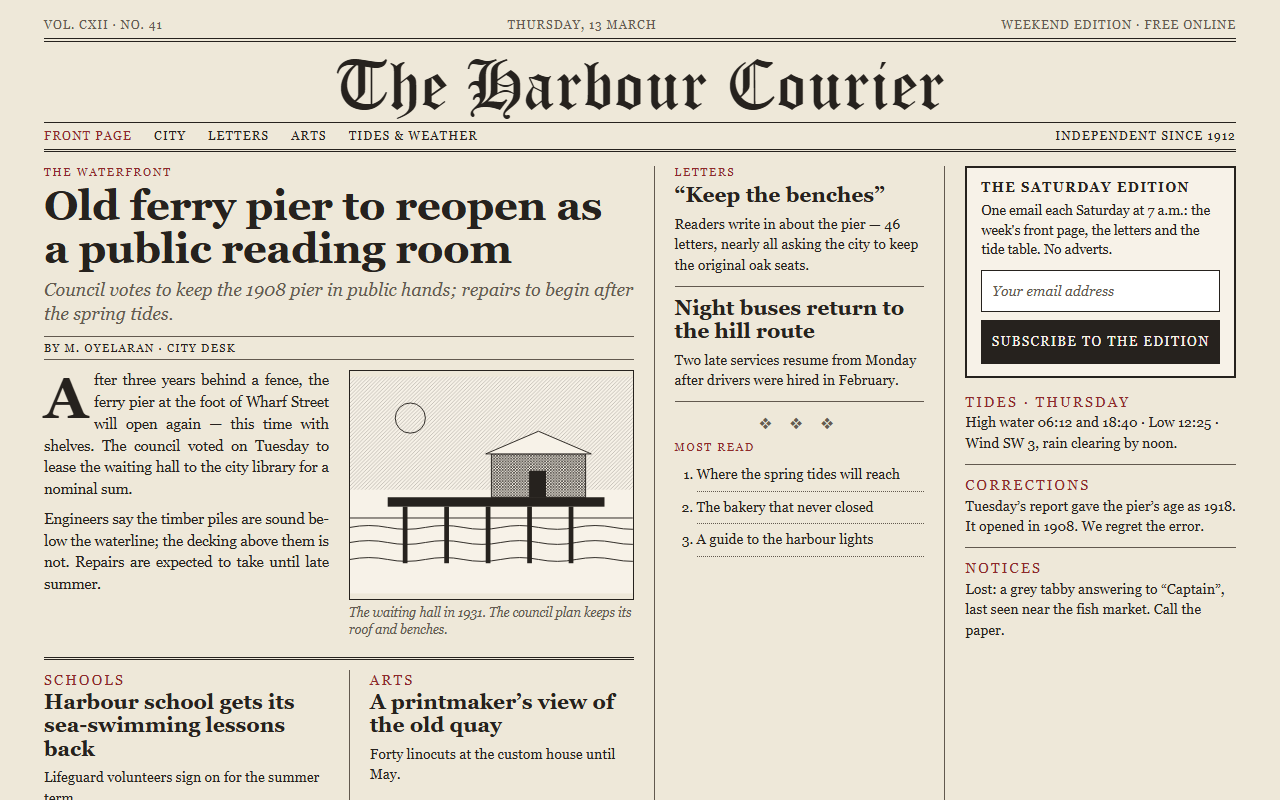 VOL. CXII · NO. 41
THURSDAY, 13 MARCH
WEEKEND EDITION · FREE ONLINE
The Harbour Courier
FRONT PAGE
CITY
LETTERS
ARTS
TIDES & WEATHER
INDEPENDENT SINCE 1912
THE WATERFRONT
Old ferry pier to reopen as
a public reading room
Council votes to keep the 1908 pier in public hands; repairs to begin after
the spring tides.
BY M. OYELARAN · CITY DESK
After three years behind a fence, the
ferry pier at the foot of Wharf Street
will open again — this time with
shelves. The council voted on Tuesday to
lease the waiting hall to the city library for a
nominal sum.
Engineers say the timber piles are sound be-
low the waterline; the decking above them is
not. Repairs are expected to take until late
summer.
The waiting hall in 1931. The council plan keeps its
roof and benches.
SCHOOLS
Harbour school gets its
sea-swimming lessons
back
Lifeguard volunteers sign on for the summer
term.
ARTS
A printmaker’s view of
the old quay
Forty linocuts at the custom house until
May.
LETTERS
“Keep the benches”
Readers write in about the pier — 46
letters, nearly all asking the city to keep
the original oak seats.
Night buses return to
the hill route
Two late services resume from Monday
after drivers were hired in February.
❖ ❖ ❖
MOST READ
1. Where the spring tides will reach
2. The bakery that never closed
3. A guide to the harbour lights
THE SATURDAY EDITION
One email each Saturday at 7 a.m.: the
week's front page, the letters and the
tide table. No adverts.
Your email address
SUBSCRIBE TO THE EDITION
TIDES · THURSDAY
High water 06:12 and 18:40 · Low 12:25 ·
Wind SW 3, rain clearing by noon.
CORRECTIONS
Tuesday’s report gave the pier’s age as 1918.
It opened in 1908. We regret the error.
NOTICES
Lost: a grey tabby answering to “Captain”,
last seen near the fish market. Call the
paper.